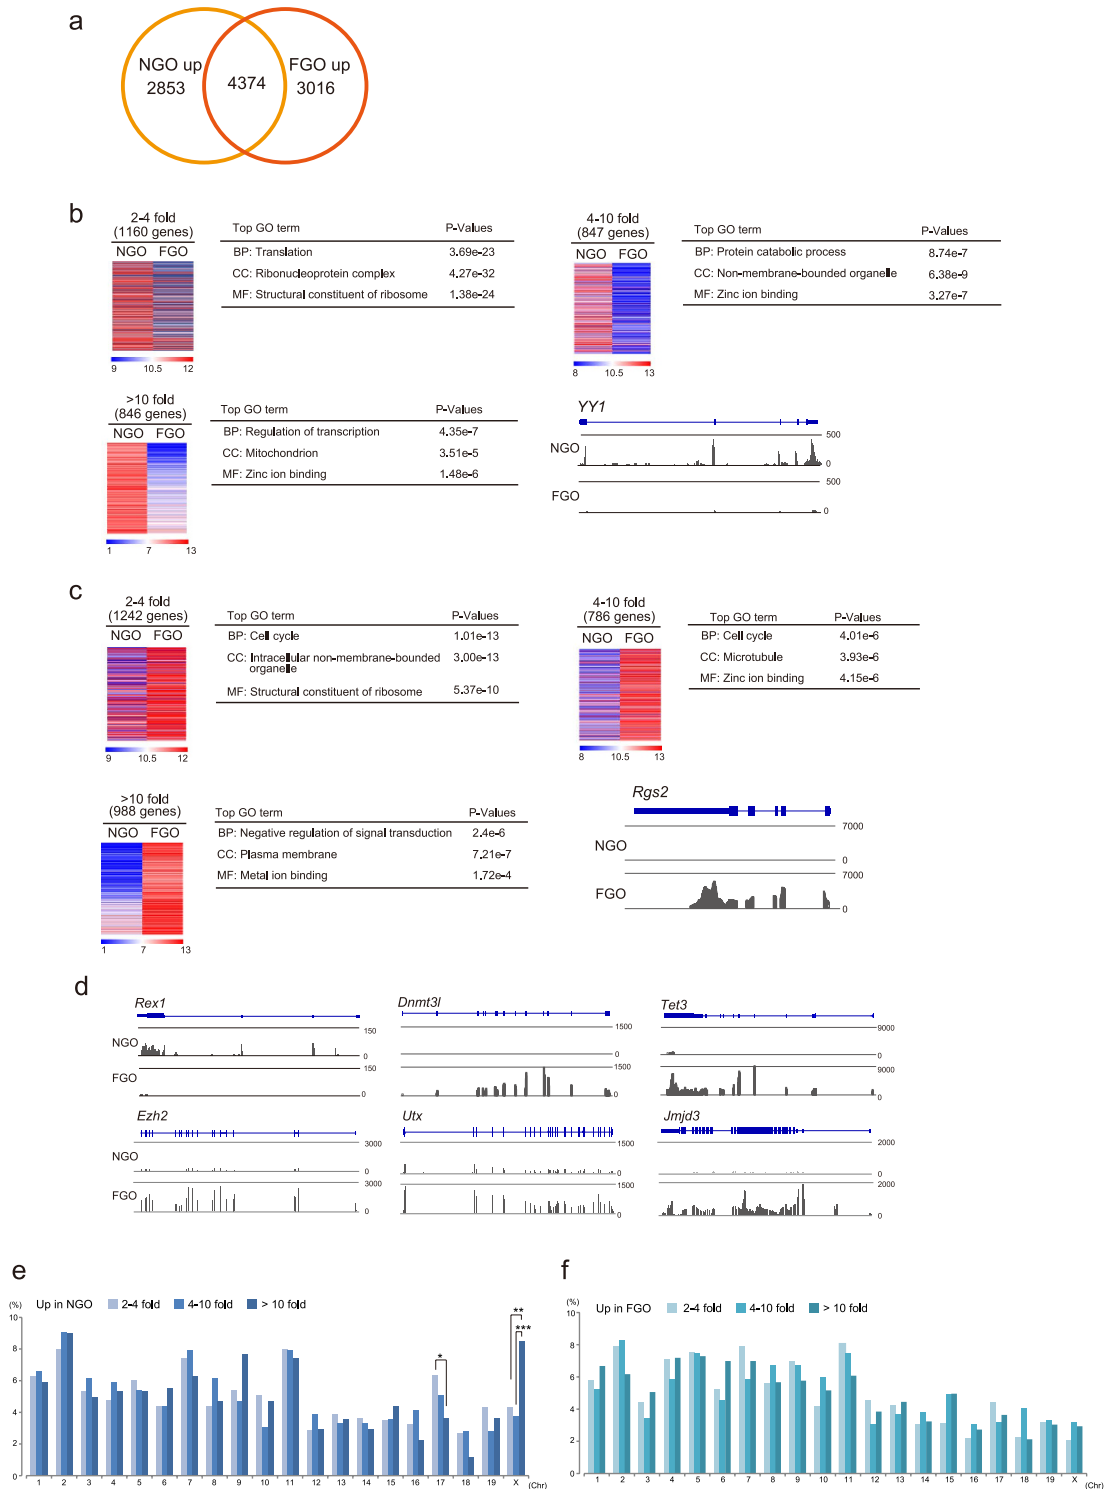 a
NGO up
2853
4374
FGO up
3016
b
2-4 fold
(1160 genes)
NGO FGO
9 10.5 12
Top GO term P-Values
BP: Translation 3.69e-23
CC: Ribonucleoprotein complex 4.27e-32
MF: Structural constituent of ribosome 1.38e-24
4-10 fold
(847 genes)
NGO FGO
8 10.5 13
Top GO term P-Values
BP: Protein catabolic process 8.74e-7
CC: Non-membrane-bounded organelle 6.38e-9
MF: Zinc ion binding 3.27e-7
>10 fold
(846 genes)
NGO FGO
1 7 13
Top GO term P-Values
BP: Regulation of transcription 4.35e-7
CC: Mitochondrion 3.51e-5
MF: Zinc ion binding 1.48e-6
YY1
500
NGO
0
500
FGO
0
c
2-4 fold
(1242 genes)
NGO FGO
9 10.5 12
Top GO term P-Values
BP: Cell cycle 1.01e-13
CC: Intracellular non-membrane-bounded 3.00e-13
organelle
MF: Structural constituent of ribosome 5.37e-10
4-10 fold
(786 genes)
NGO FGO
8 10.5 13
Top GO term P-Values
BP: Cell cycle 4.01e-6
CC: Microtubule 3.93e-6
MF: Zinc ion binding 4.15e-6
>10 fold
(988 genes)
NGO FGO
1 7 13
Top GO term P-Values
BP: Negative regulation of signal transduction 2.4e-6
CC: Plasma membrane 7.21e-7
MF: Metal ion binding 1.72e-4
Rgs2
7000
NGO
0
7000
FGO
0
d
Rex1
150
NGO
0
150
FGO
0
Dnmt3l
1500
0
1500
0
Tet3
9000
0
9000
0
Ezh2
3000
NGO
0
3000
FGO
0
Utx
1500
0
1500
0
Jmjd3
2000
0
2000
0
e
(%) Up in NGO 2-4 fold 4-10 fold > 10 fold
10
8
6
4
2
0
* ** ***
1 2 3 4 5 6 7 8 9 10 11 12 13 14 15 16 17 18 19 X (Chr)
f
(%) Up in FGO 2-4 fold 4-10 fold > 10 fold
10
8
6
4
2
0
1 2 3 4 5 6 7 8 9 10 11 12 13 14 15 16 17 18 19 X (Chr)